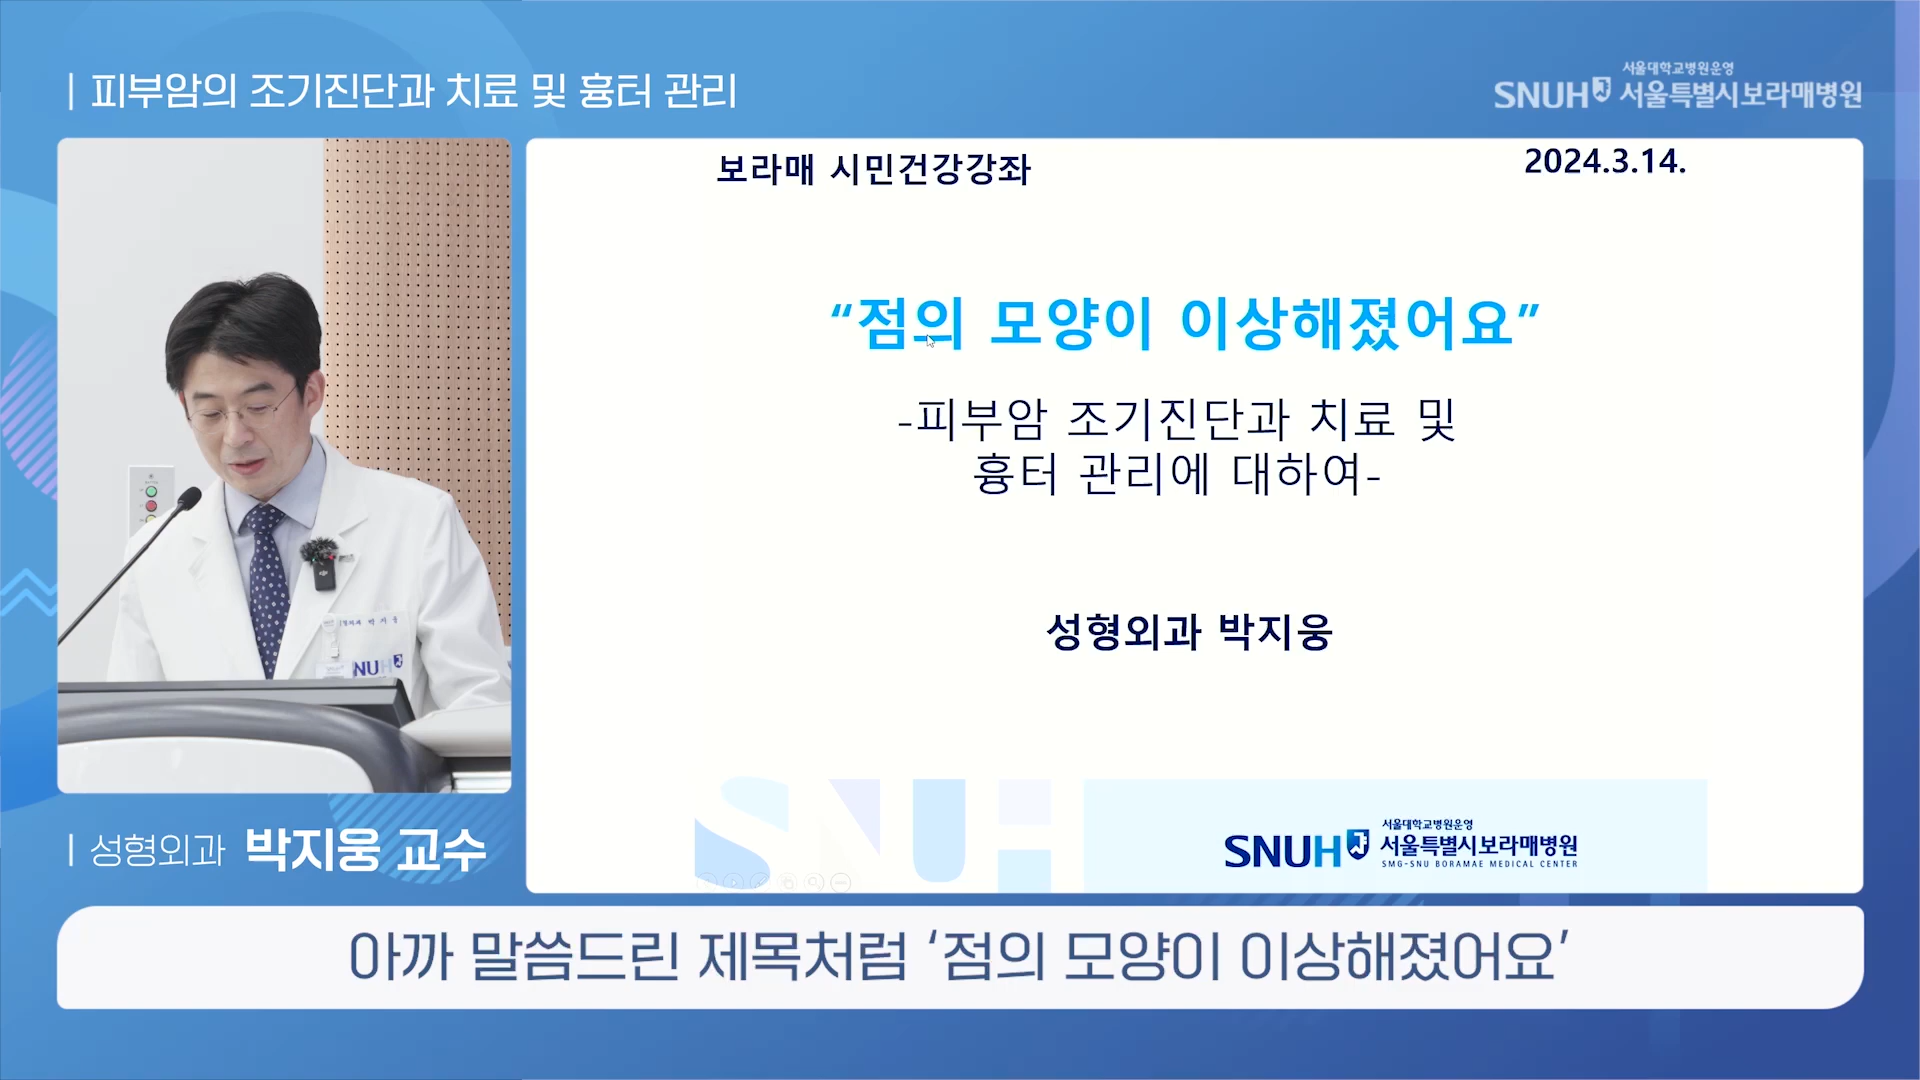 피부암의 조기진단과 치료 및 흉터 관리
서울대학교병원운영
SNUH 서울특별시보라매병원
보라매 시민건강강좌
2024.3.14.
“점의 모양이 이상해졌어요”
-피부암 조기진단과 치료 및
흉터 관리에 대하여-
성형외과 박지웅
SNUH
서울대학교병원운영
SNUH 서울특별시보라매병원
SMG-SNU BORAMAE MEDICAL CENTER
박지웅
NUH
성형외과 박지웅 교수
아까 말씀드린 제목처럼 ‘점의 모양이 이상해졌어요’